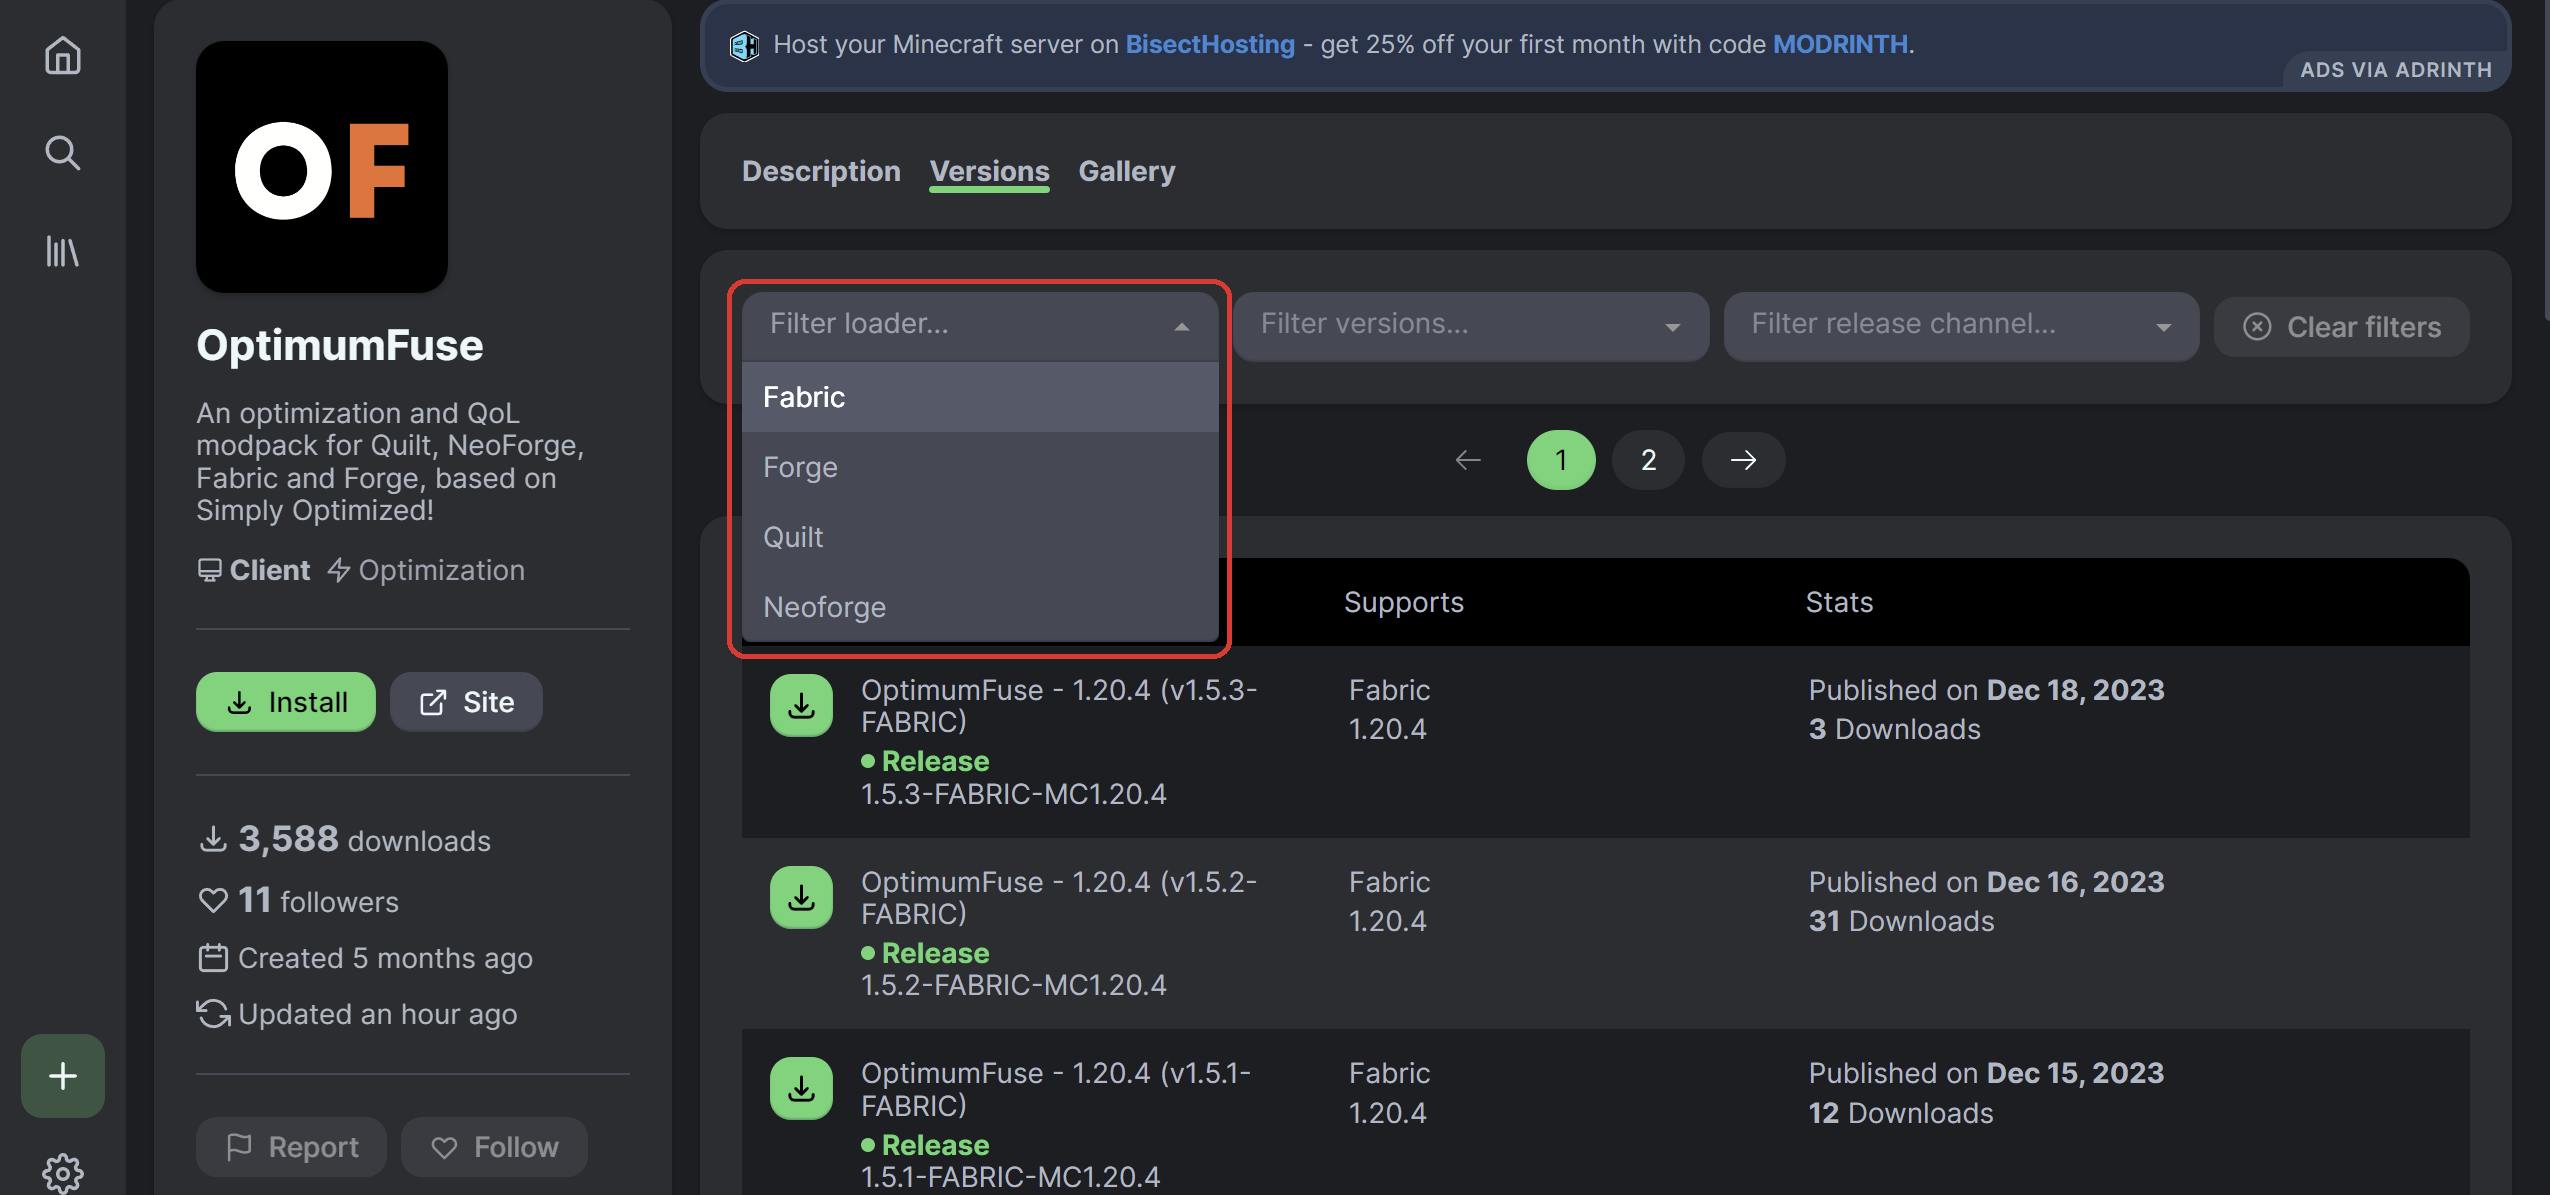 OF
OptimumFuse
An optimization and QoL
modpack for Quilt, NeoForge,
Fabric and Forge, based on
Simply Optimized!
Client Optimization
Install Site
3,588 downloads
11 followers
Created 5 months ago
Updated an hour ago
Report Follow
Host your Minecraft server on BisectHosting - get 25% off your first month with code MODRINTH.
ADS VIA ADRINTH
Description Versions Gallery
Filter loader... Filter versions... Filter release channel... Clear filters
Fabric
Forge
Quilt
Neoforge
1 2
Supports Stats
OptimumFuse - 1.20.4 (v1.5.3-
FABRIC)
Release
1.5.3-FABRIC-MC1.20.4
Fabric
1.20.4
Published on Dec 18, 2023
3 Downloads
OptimumFuse - 1.20.4 (v1.5.2-
FABRIC)
Release
1.5.2-FABRIC-MC1.20.4
Fabric
1.20.4
Published on Dec 16, 2023
31 Downloads
OptimumFuse - 1.20.4 (v1.5.1-
FABRIC)
Release
1.5.1-FABRIC-MC1.20.4
Fabric
1.20.4
Published on Dec 15, 2023
12 Downloads